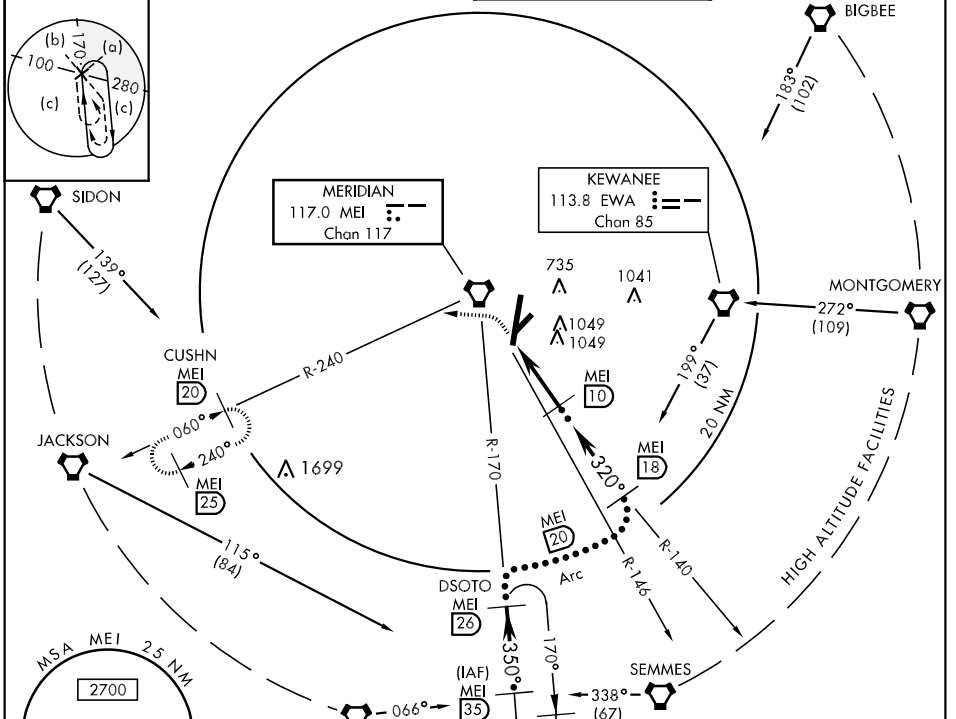 BIGBEE
183°
(102)
(b)
(a)
170
100
280
(c)
(c)
SIDON
139°
(127)
MERIDIAN
117.0 MEI
Chan 117
KEWANEE
113.8 EWA
Chan 85
735
1041
1049
1049
MONTGOMERY
272°
(109)
199°
(37)
20 NM
CUSHN
MEI
20
R-240
MEI
10
060°
240°
MEI
25
JACKSON
1699
R-170
320°
MEI
18
HIGH ALTITUDE FACILITIES
115°
(84)
MEI
20
Arc
R-146
R-140
DSOTO
MEI
26
350°
170°
(IAF)
MEI
35
SEMMES
338°
(67)
066°
MSA MEI 25 NM
2700